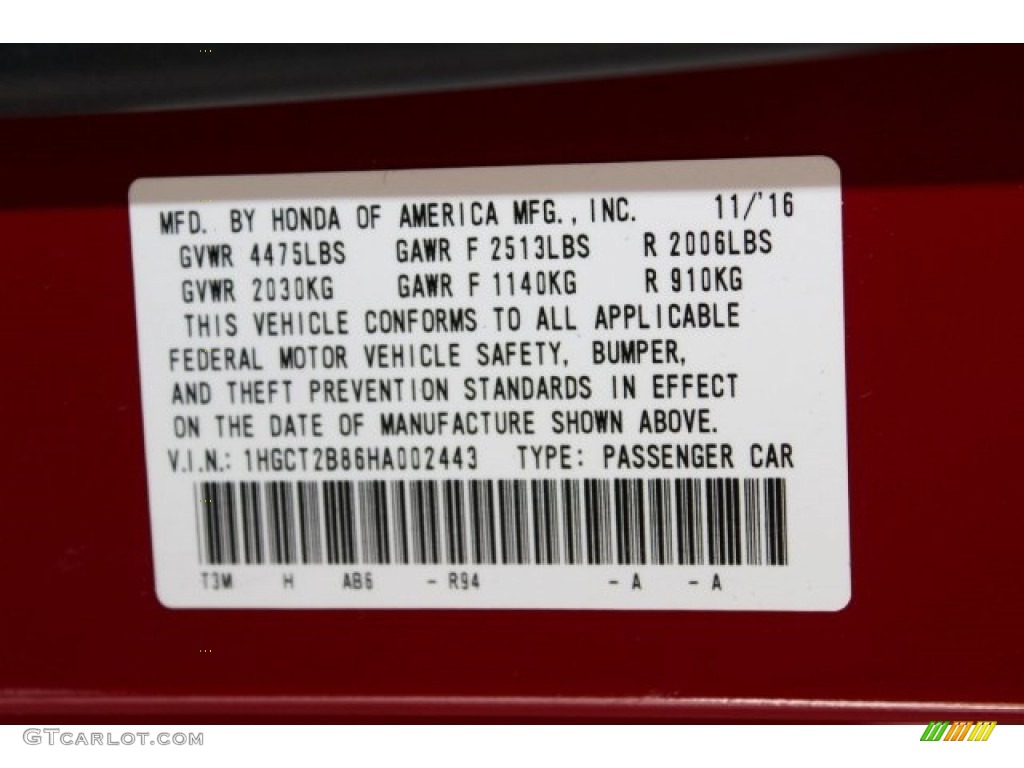 MFD. BY HONDA OF AMERICA MFG., INC. 11/'16
GVWR 4475LBS GAWR F 2513LBS R 2006LBS
GVWR 2030KG GAWR F 1140KG R 910KG
THIS VEHICLE CONFORMS TO ALL APPLICABLE
FEDERAL MOTOR VEHICLE SAFETY, BUMPER,
AND THEFT PREVENTION STANDARDS IN EFFECT
ON THE DATE OF MANUFACTURE SHOWN ABOVE.
V.I.N.: 1HGCT2B86HA002443 TYPE: PASSENGER CAR
T3M H AB6 - R94 - A - A
GTCARLOT.COM